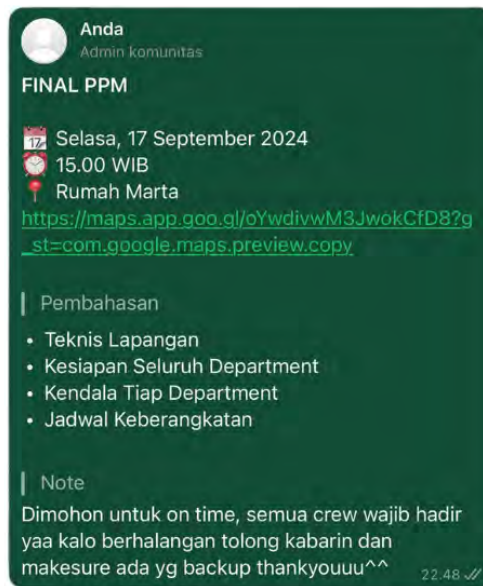 Anda
Admin komunitas
FINAL PPM
17 Selasa, 17 September 2024
15.00 WIB
Rumah Marta
https://maps.app.goo.gl/oYwdivwM3JwokCfD8?g
_st=com.google.maps.preview.copy
Pembahasan
• Teknis Lapangan
• Kesiapan Seluruh Department
• Kendala Tiap Department
• Jadwal Keberangkatan
Note
Dimohon untuk on time, semua crew wajib hadir
yaa kalo berhalangan tolong kabarin dan
makesure ada yg backup thankyouuu^^ 22.48